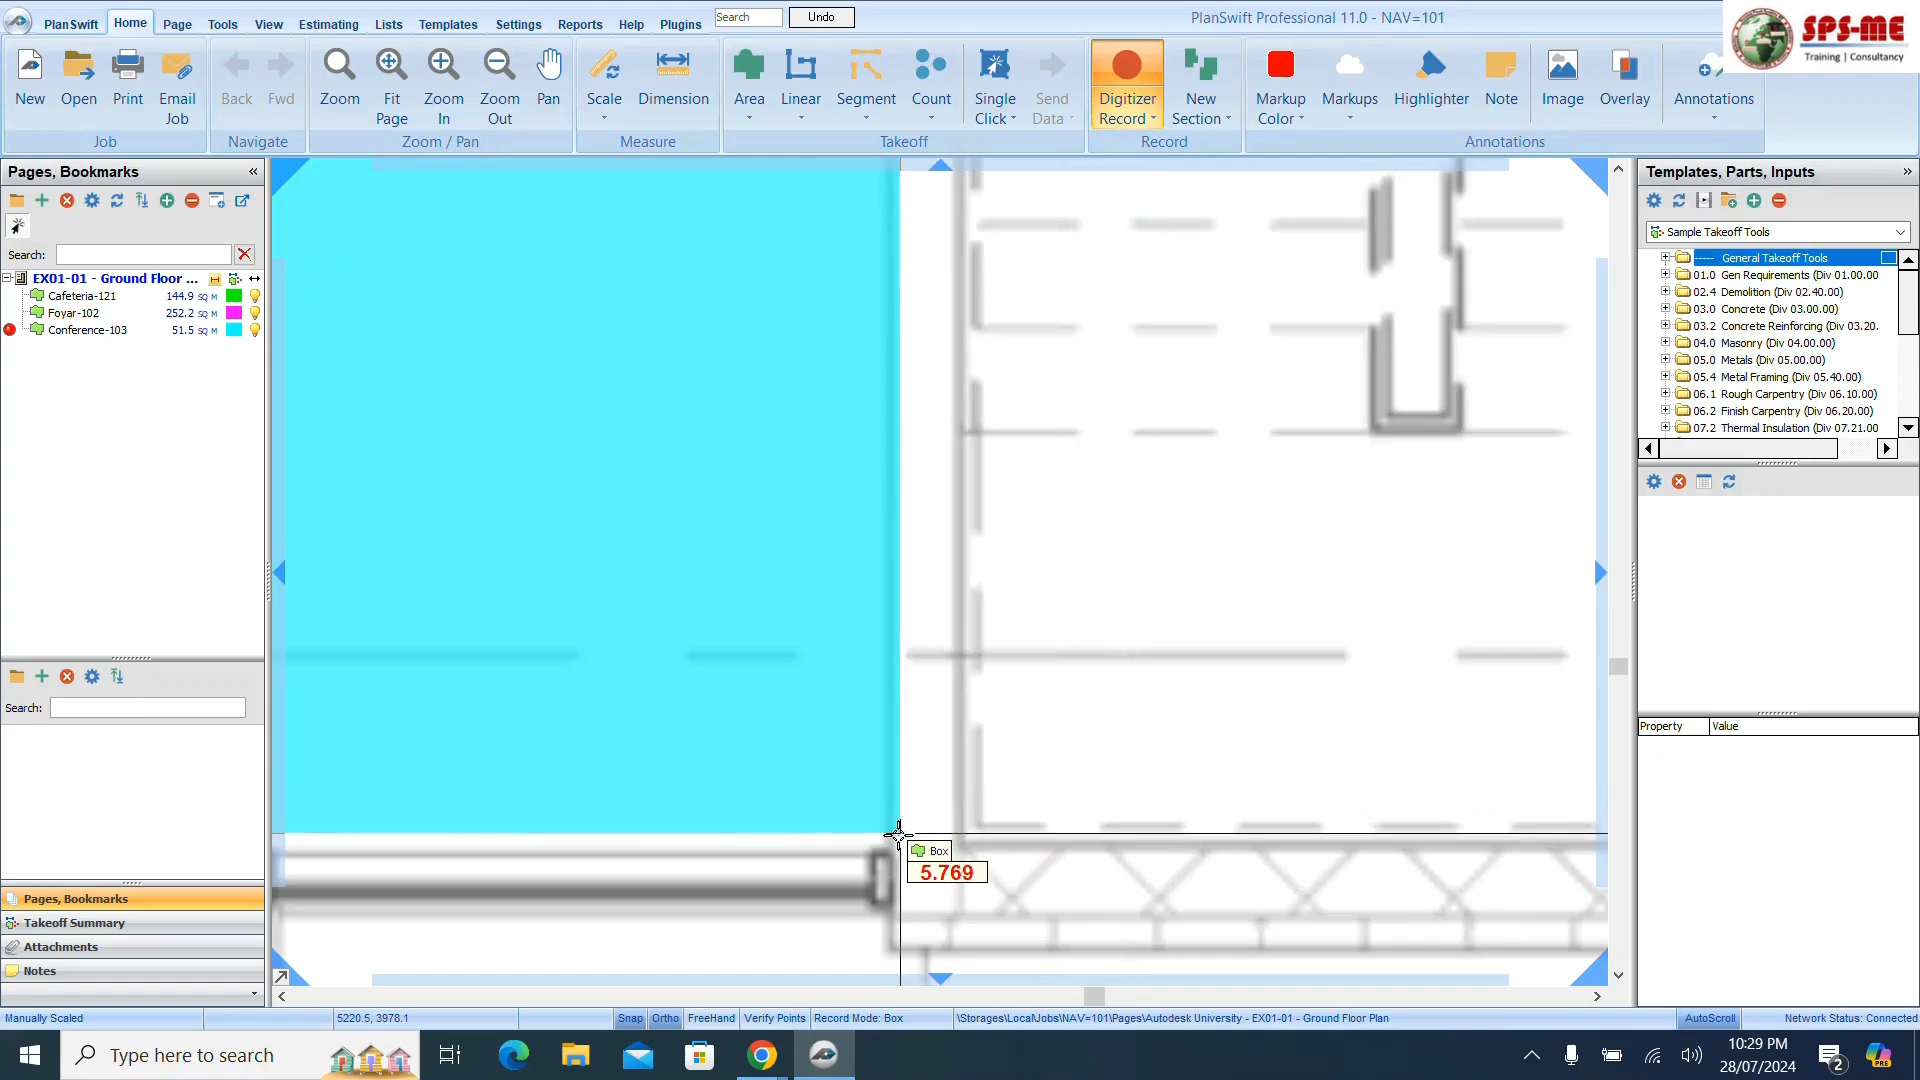 PlanSwift Home Page Tools View Estimating Lists Templates Settings Reports Help Plugins Search Undo
PlanSwift Professional 11.0 - NAV=101
SPS-ME
Training | Consultancy
New Open Print Email Job
Back Fwd
Zoom Fit Page Zoom In Zoom Out Pan
Scale Dimension
Area Linear Segment Count Single Click Send Data
Digitizer Record New Section
Markup Color Markups Highlighter Note Image Overlay Annotations
Job Navigate Zoom / Pan Measure Takeoff Record Annotations
Pages, Bookmarks
Search:
EX01-01 - Ground Floor ...
Cafeteria-121 144.9 SQ M
Foyar-102 252.2 SQ M
Conference-103 51.5 SQ M
Search:
Pages, Bookmarks
Takeoff Summary
Attachments
Notes
Box
5.769
Templates, Parts, Inputs
Sample Takeoff Tools
----- General Takeoff Tools
01.0 Gen Requirements (Div 01.00.00
02.4 Demolition (Div 02.40.00)
03.0 Concrete (Div 03.00.00)
03.2 Concrete Reinforcing (Div 03.20.
04.0 Masonry (Div 04.00.00)
05.0 Metals (Div 05.00.00)
05.4 Metal Framing (Div 05.40.00)
06.1 Rough Carpentry (Div 06.10.00)
06.2 Finish Carpentry (Div 06.20.00)
07.2 Thermal Insulation (Div 07.21.00
Property Value
Manually Scaled 5220.5, 3978.1 Snap Ortho FreeHand Verify Points Record Mode: Box \Storages\Local\Jobs\NAV=101\Pages\Autodesk University - EX01-01 - Ground Floor Plan AutoScroll Network Status: Connected
Type here to search
10:29 PM
28/07/2024
2
PRE